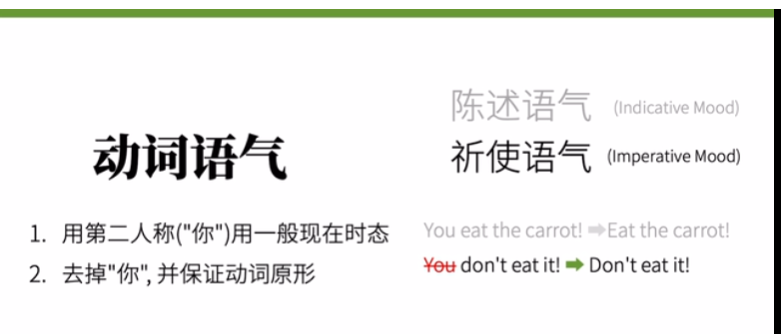 陈述语气 (Indicative Mood)
动词语气
祈使语气 (Imperative Mood)
1. 用第二人称("你")用一般现在时态
2. 去掉"你", 并保证动词原形
You eat the carrot! ➡Eat the carrot!
You don't eat it! ➡ Don't eat it!